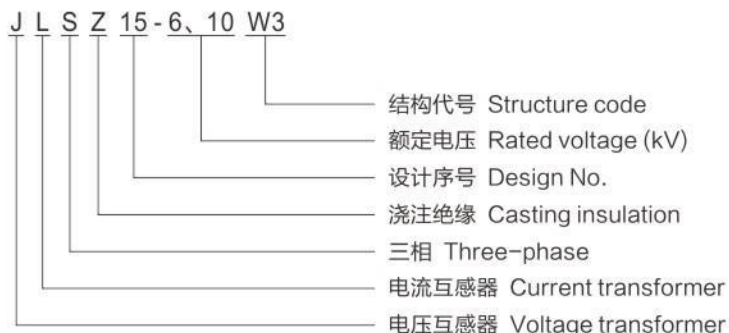 J L S Z 15-6、10 W3
结构代号 Structure code
额定电压 Rated voltage (kV)
设计序号 Design No.
浇注绝缘 Casting insulation
三相 Three-phase
电流互感器 Current transformer
电压互感器 Voltage transformer